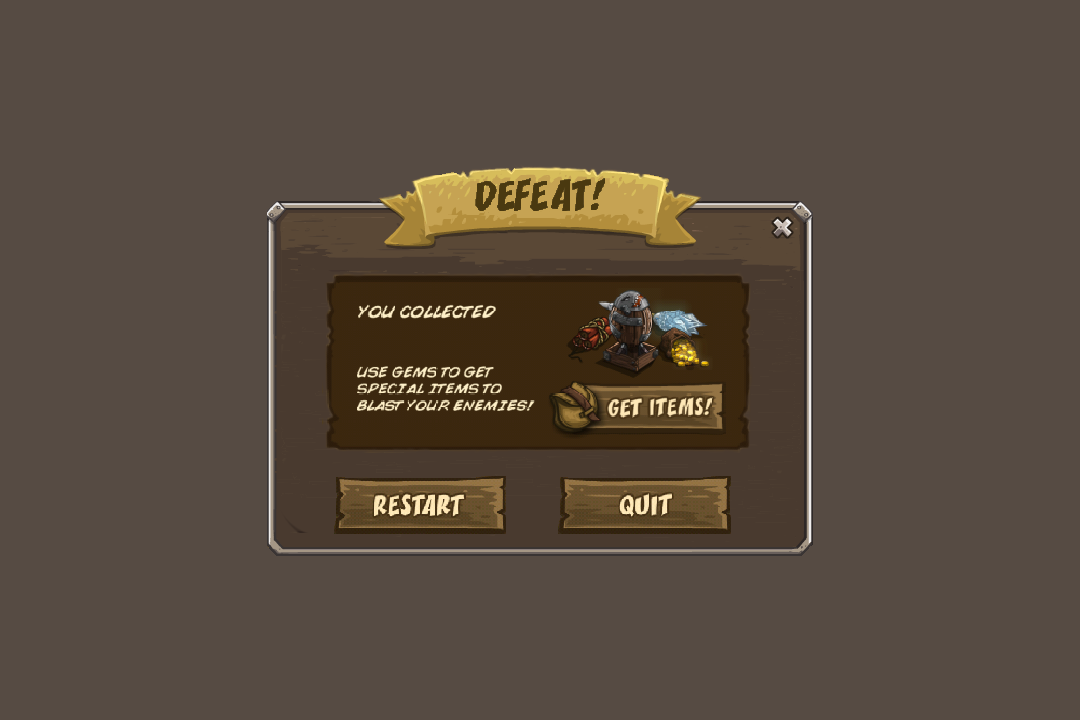 DEFEAT!
YOU COLLECTED
USE GEMS TO GET
SPECIAL ITEMS TO
BLAST YOUR ENEMIES!
GET ITEMS!
RESTART
QUIT